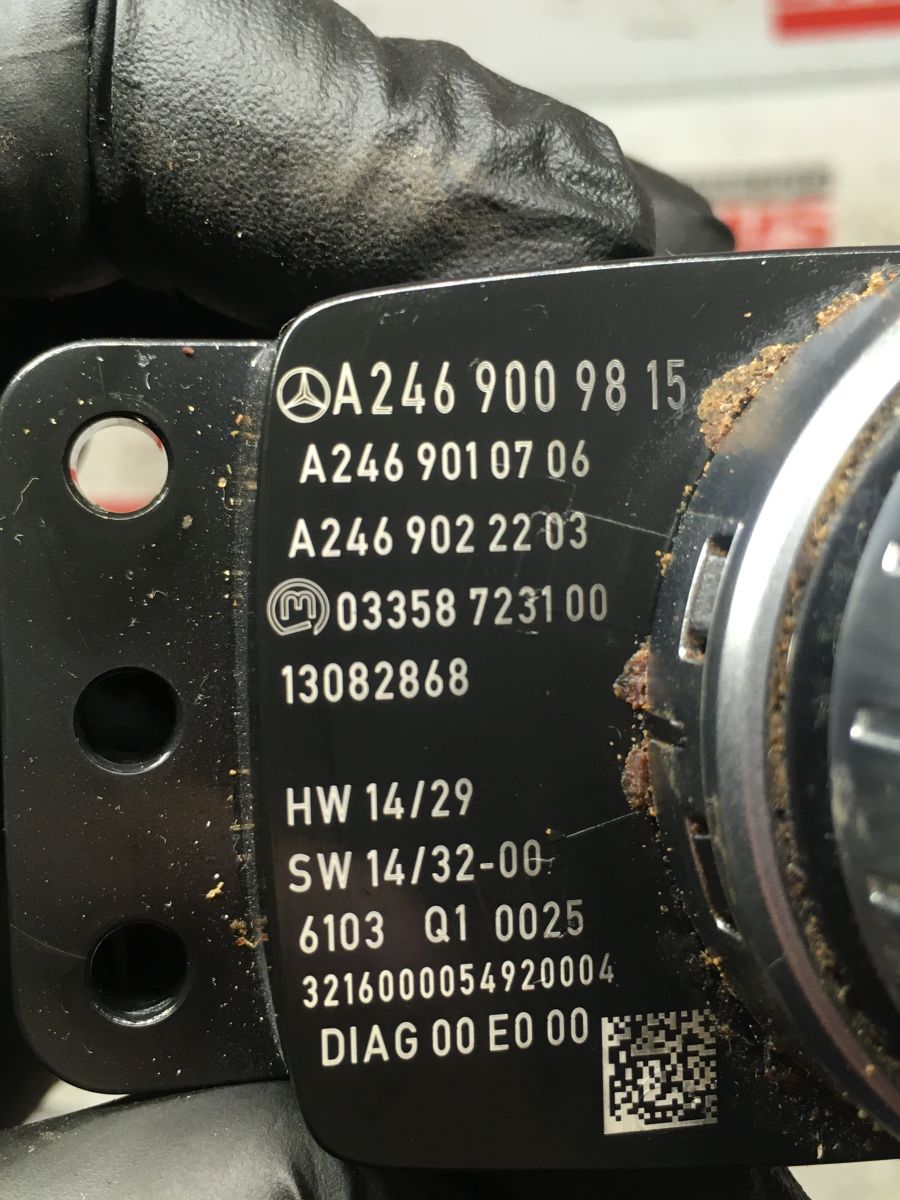 A246 900 98 15
A246 901 07 06
A246 902 22 03
03358 7231 00
13082868
HW 14/29
SW 14/32-00
6103 Q1 0025
3216000054920004
DIAG 00 E0 00